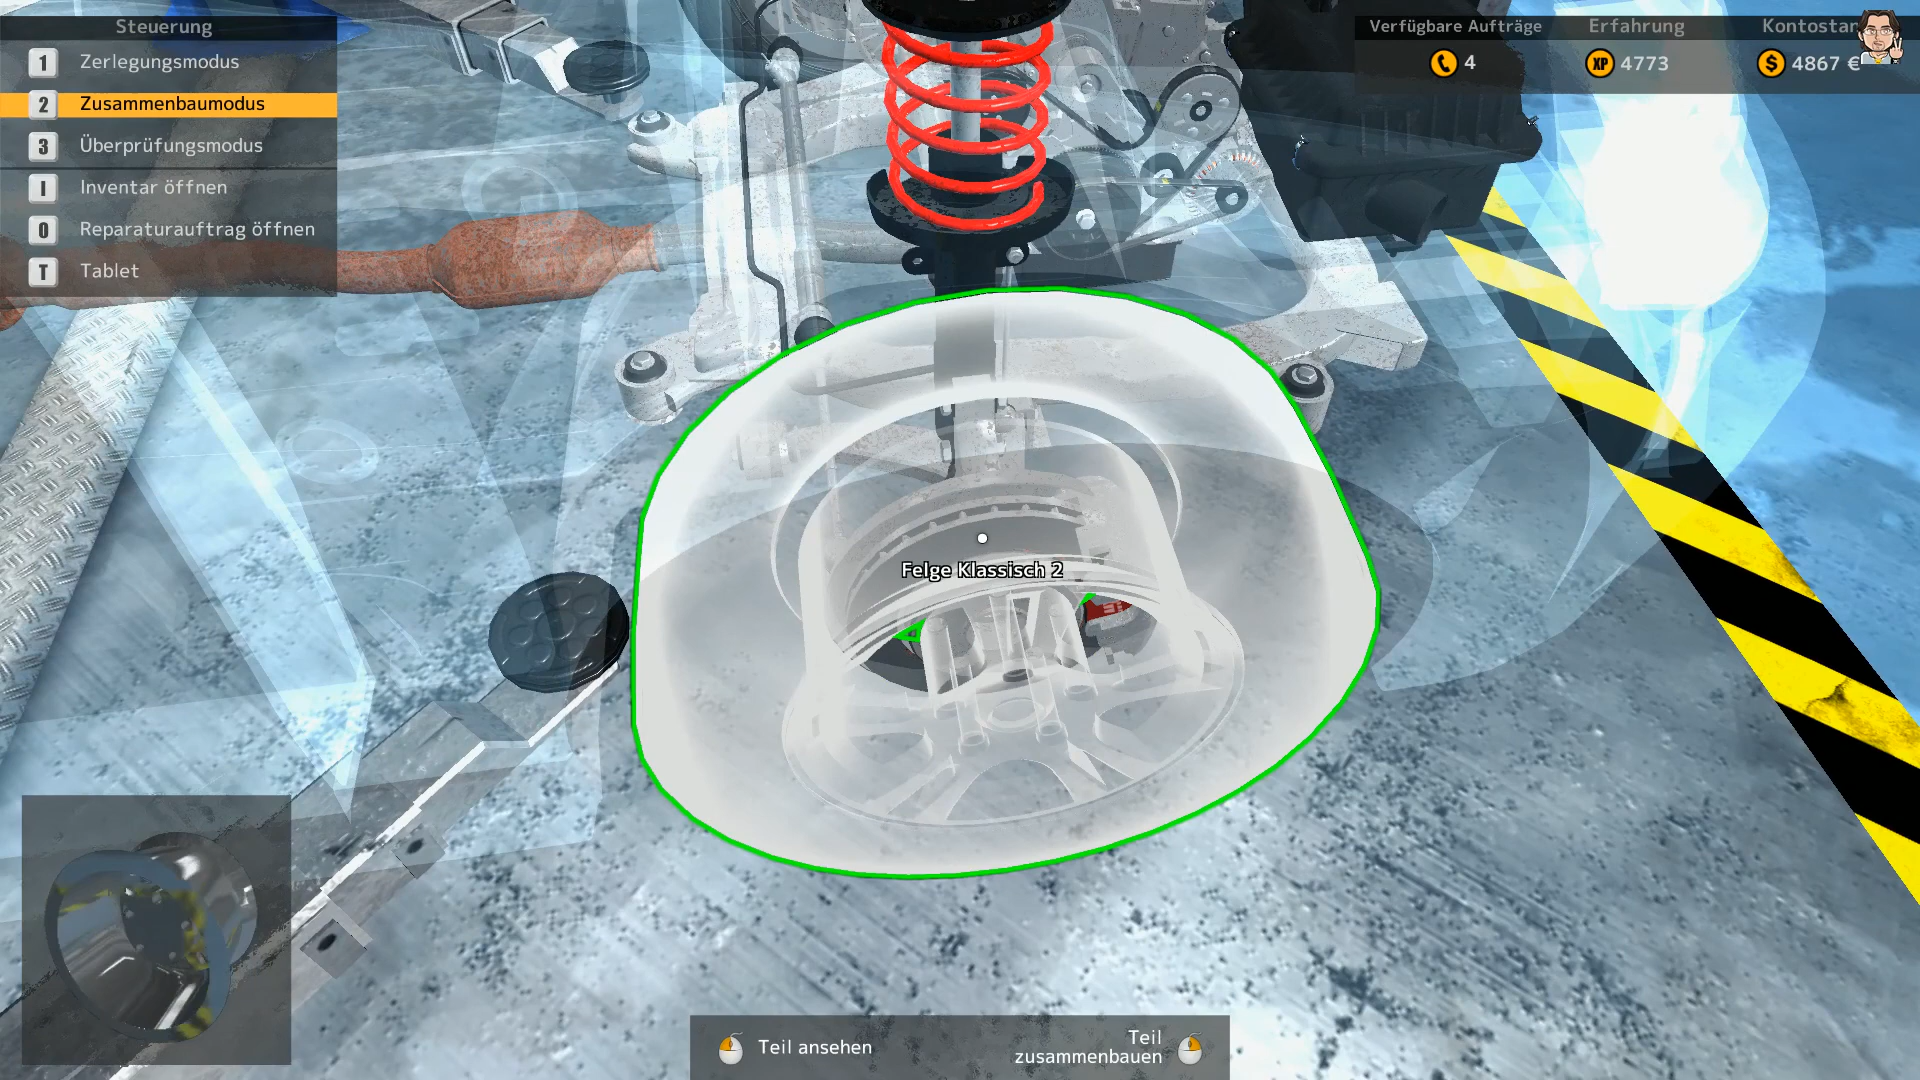 Steuerung
1 Zerlegungsmodus
2 Zusammenbaumodus
3 Überprüfungsmodus
I Inventar öffnen
O Reparaturauftrag öffnen
T Tablet
Verfügbare Aufträge Erfahrung Kontostan
4 XP 4773 $ 4867 €
Felge Klassisch 2
Teil ansehen
Teil
zusammenbauen